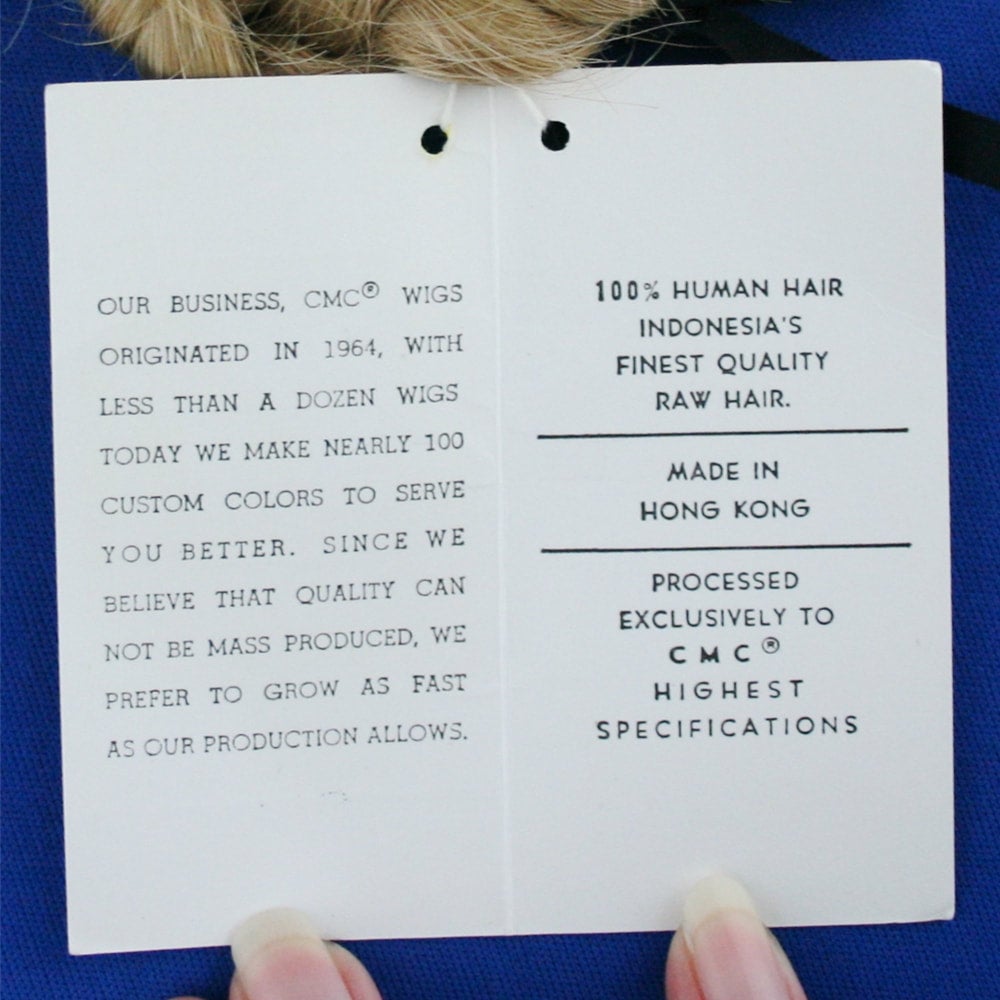 OUR BUSINESS, CMC® WIGS
ORIGINATED IN 1964, WITH
LESS THAN A DOZEN WIGS
TODAY WE MAKE NEARLY 100
CUSTOM COLORS TO SERVE
YOU BETTER. SINCE WE
BELIEVE THAT QUALITY CAN
NOT BE MASS PRODUCED, WE
PREFER TO GROW AS FAST
AS OUR PRODUCTION ALLOWS.
100% HUMAN HAIR
INDONESIA'S
FINEST QUALITY
RAW HAIR.
MADE IN
HONG KONG
PROCESSED
EXCLUSIVELY TO
CMC®
HIGHEST
SPECIFICATIONS